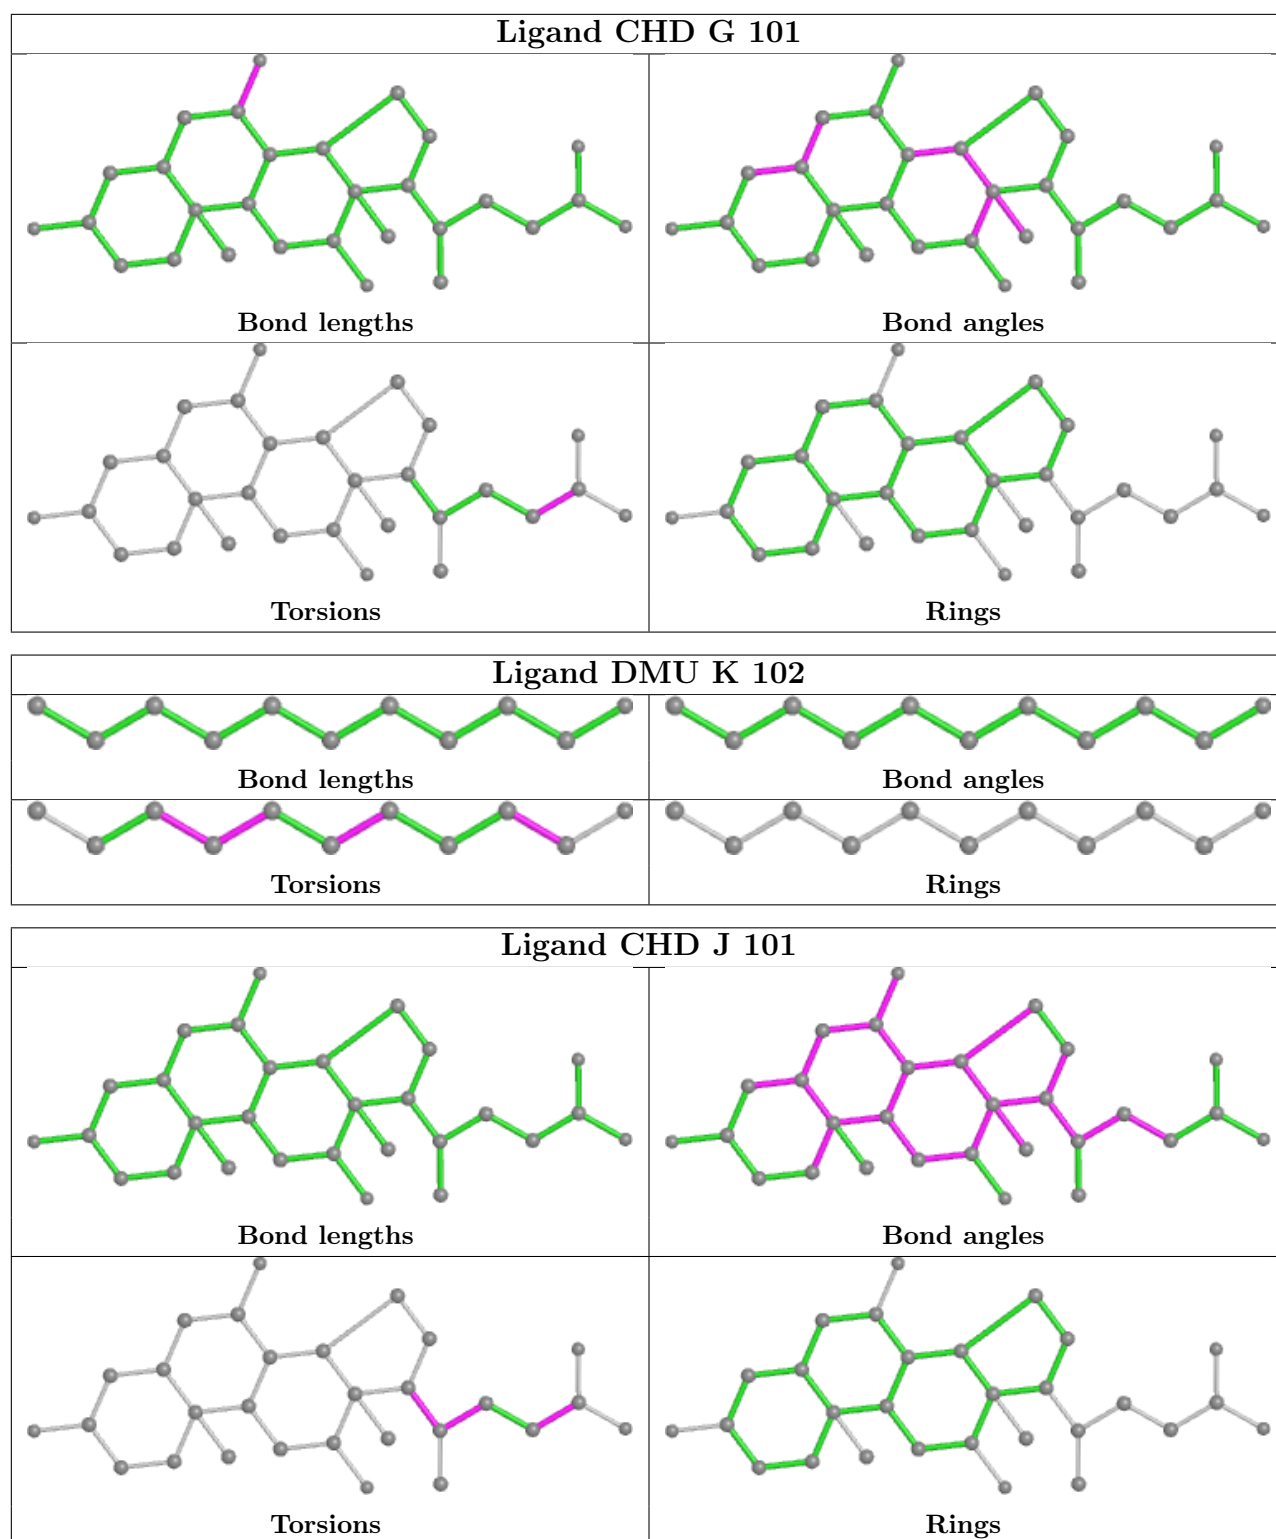 Ligand CHD G 101
Bond lengths
Bond angles
Torsions
Rings
Ligand DMU K 102
Bond lengths
Bond angles
Torsions
Rings
Ligand CHD J 101
Bond lengths
Bond angles
Torsions
Rings